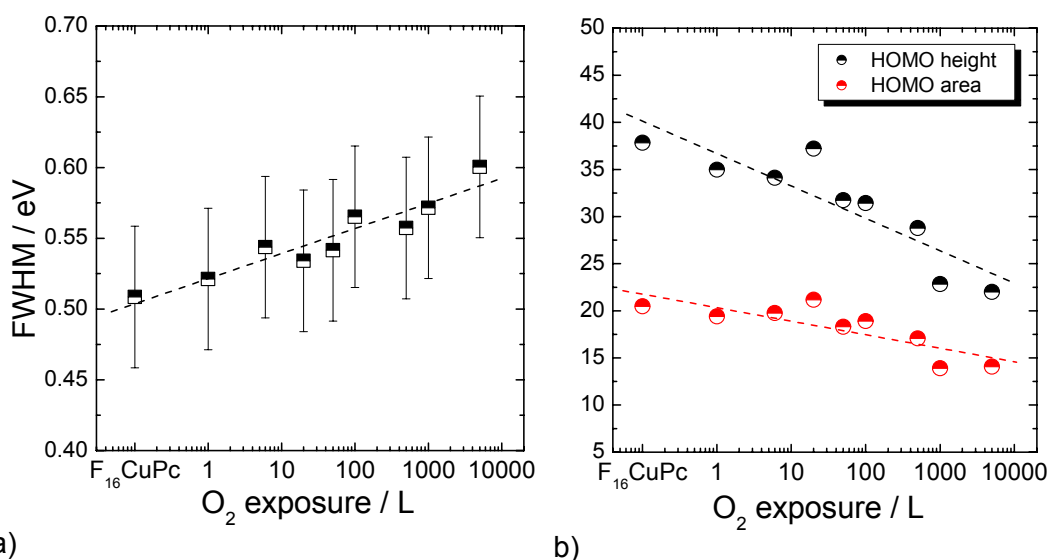 0.70
0.65
0.60
0.55
0.50
0.45
0.40
FWHM / eV
F16CuPc 1 10 100 1000 10000
O2 exposure / L
a)
50
45
40
35
30
25
20
15
10
5
HOMO height
HOMO area
F16CuPc 1 10 100 1000 10000
O2 exposure / L
b)